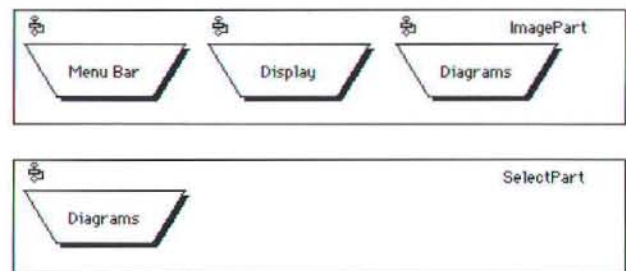 ImagePart
Menu Bar
Display
Diagrams
SelectPart
Diagrams